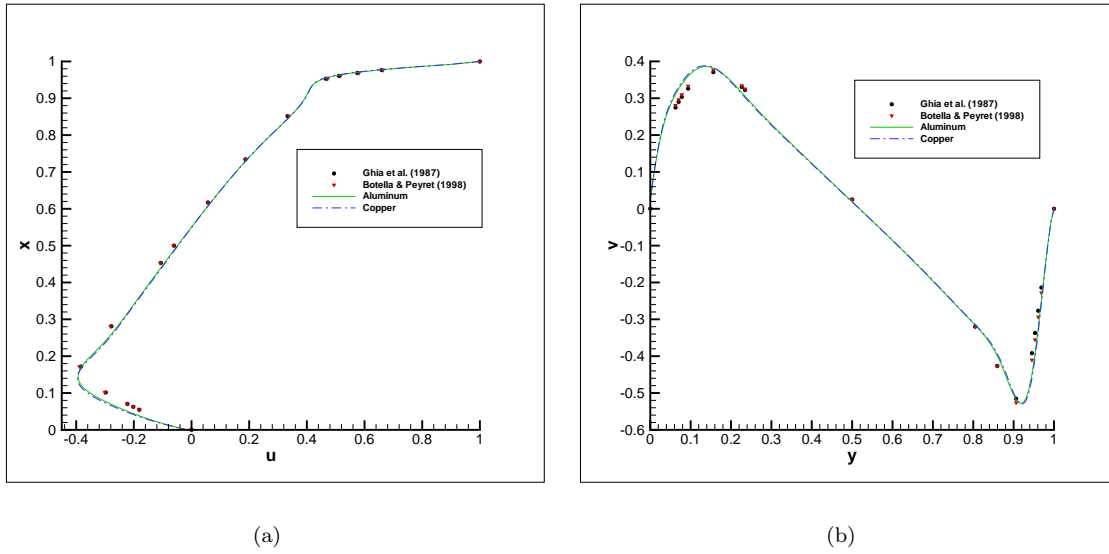 1
0.9
0.8
0.7
0.6
0.5
0.4
0.3
0.2
0.1
0
x
-0.4 -0.2 0 0.2 0.4 0.6 0.8 1
u
Ghia et al. (1987)
Botella & Peyret (1998)
Aluminum
Copper
(a)
0.4
0.3
0.2
0.1
0
-0.1
-0.2
-0.3
-0.4
-0.5
-0.6
v
0 0.1 0.2 0.3 0.4 0.5 0.6 0.7 0.8 0.9 1
y
Ghia et al. (1987)
Botella & Peyret (1998)
Aluminum
Copper
(b)